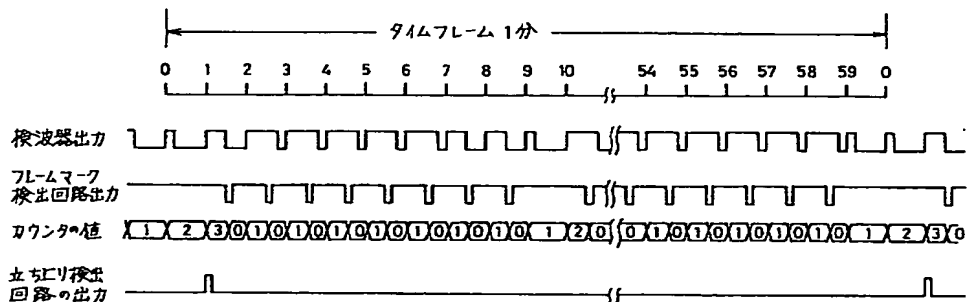 タイムフレーム 1分
0 1 2 3 4 5 6 7 8 9 10 54 55 56 57 58 59 0
検波器出力
フレームマーク
検出回路出力
カウンタの値 1 2 3 0 1 0 1 0 1 0 1 0 1 0 1 0 1 0 1 2 0 0 1 0 1 0 1 0 1 0 1 0 1 2 3 0
立ち上り検出
回路の出力